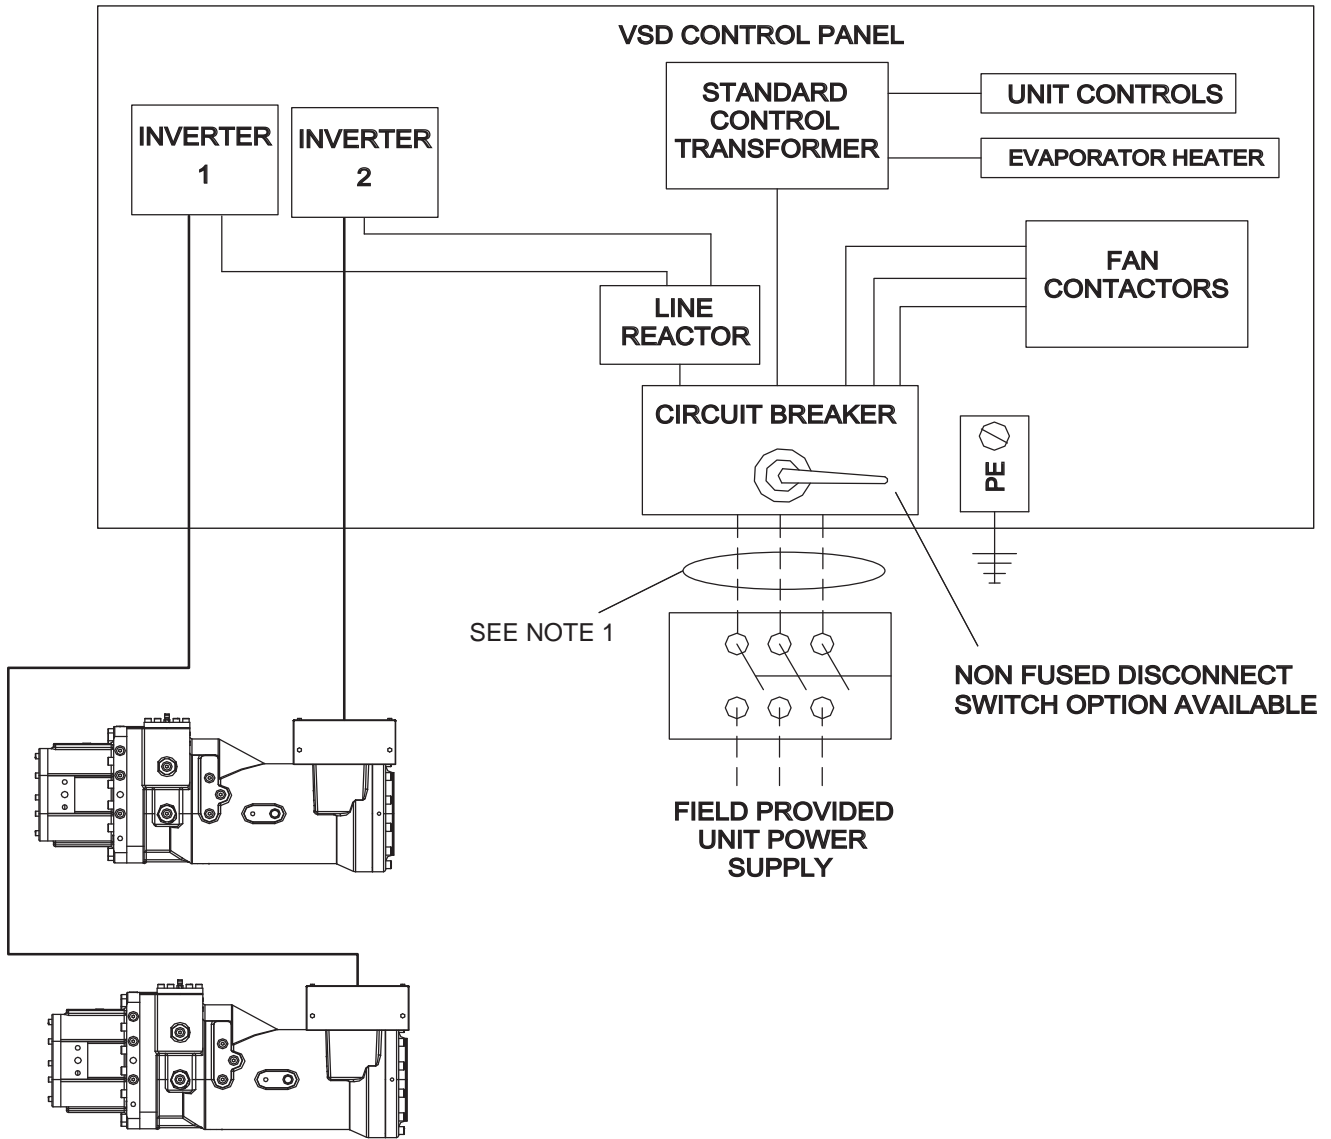 VSD CONTROL PANEL
INVERTER
1
INVERTER
2
STANDARD
CONTROL
TRANSFORMER
UNIT CONTROLS
EVAPORATOR HEATER
FAN
CONTACTORS
LINE
REACTOR
CIRCUIT BREAKER
PE
SEE NOTE 1
NON FUSED DISCONNECT
SWITCH OPTION AVAILABLE
FIELD PROVIDED
UNIT POWER
SUPPLY